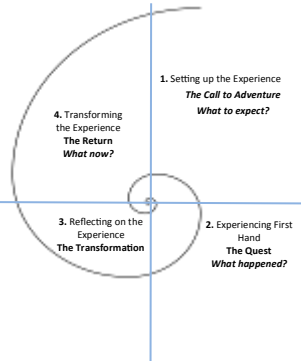 1. Setting up the Experience
The Call to Adventure
What to expect?
4. Transforming
the Experience
The Return
What now?
3. Reflecting on the
Experience
The Transformation
2. Experiencing First
Hand
The Quest
What happened?